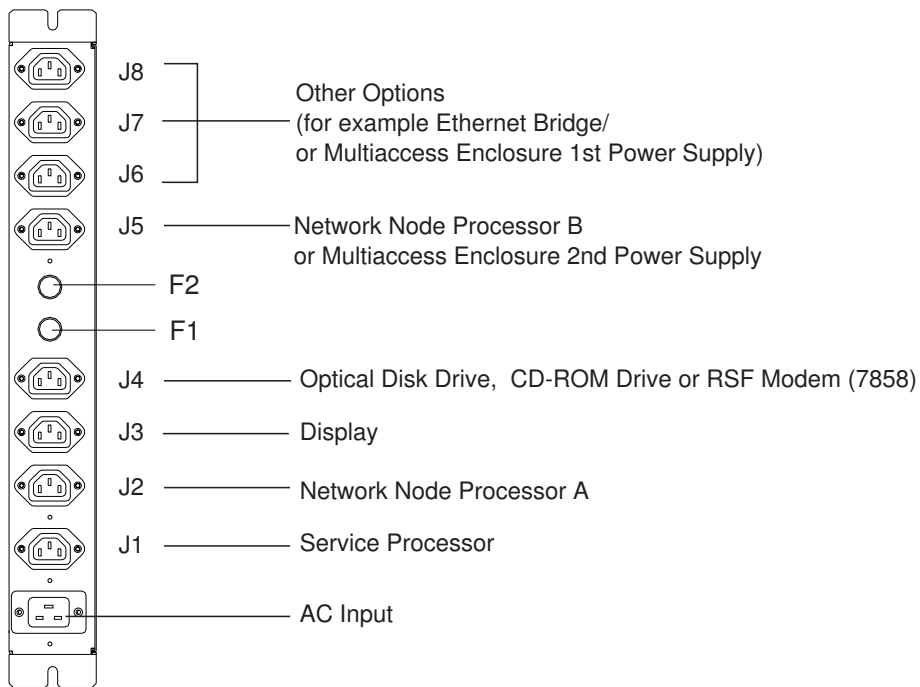 J8
J7
J6
Other Options
(for example Ethernet Bridge/
or Multiaccess Enclosure 1st Power Supply)
J5
Network Node Processor B
or Multiaccess Enclosure 2nd Power Supply
F2
F1
J4
Optical Disk Drive, CD-ROM Drive or RSF Modem (7858)
J3
Display
J2
Network Node Processor A
J1
Service Processor
AC Input